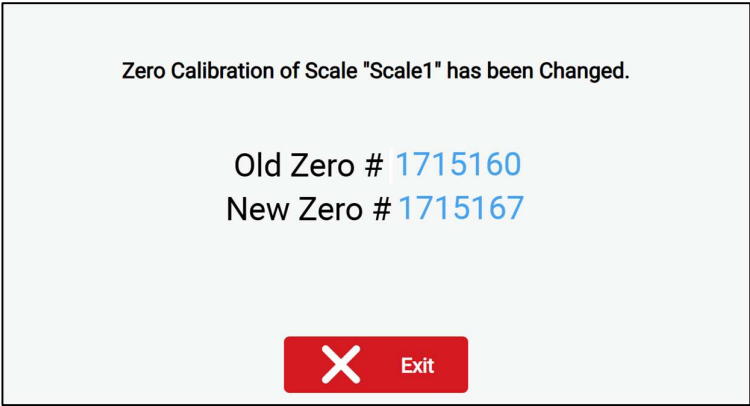 Zero Calibration of Scale "Scale1" has been Changed.
Old Zero # 1715160
New Zero # 1715167
Exit